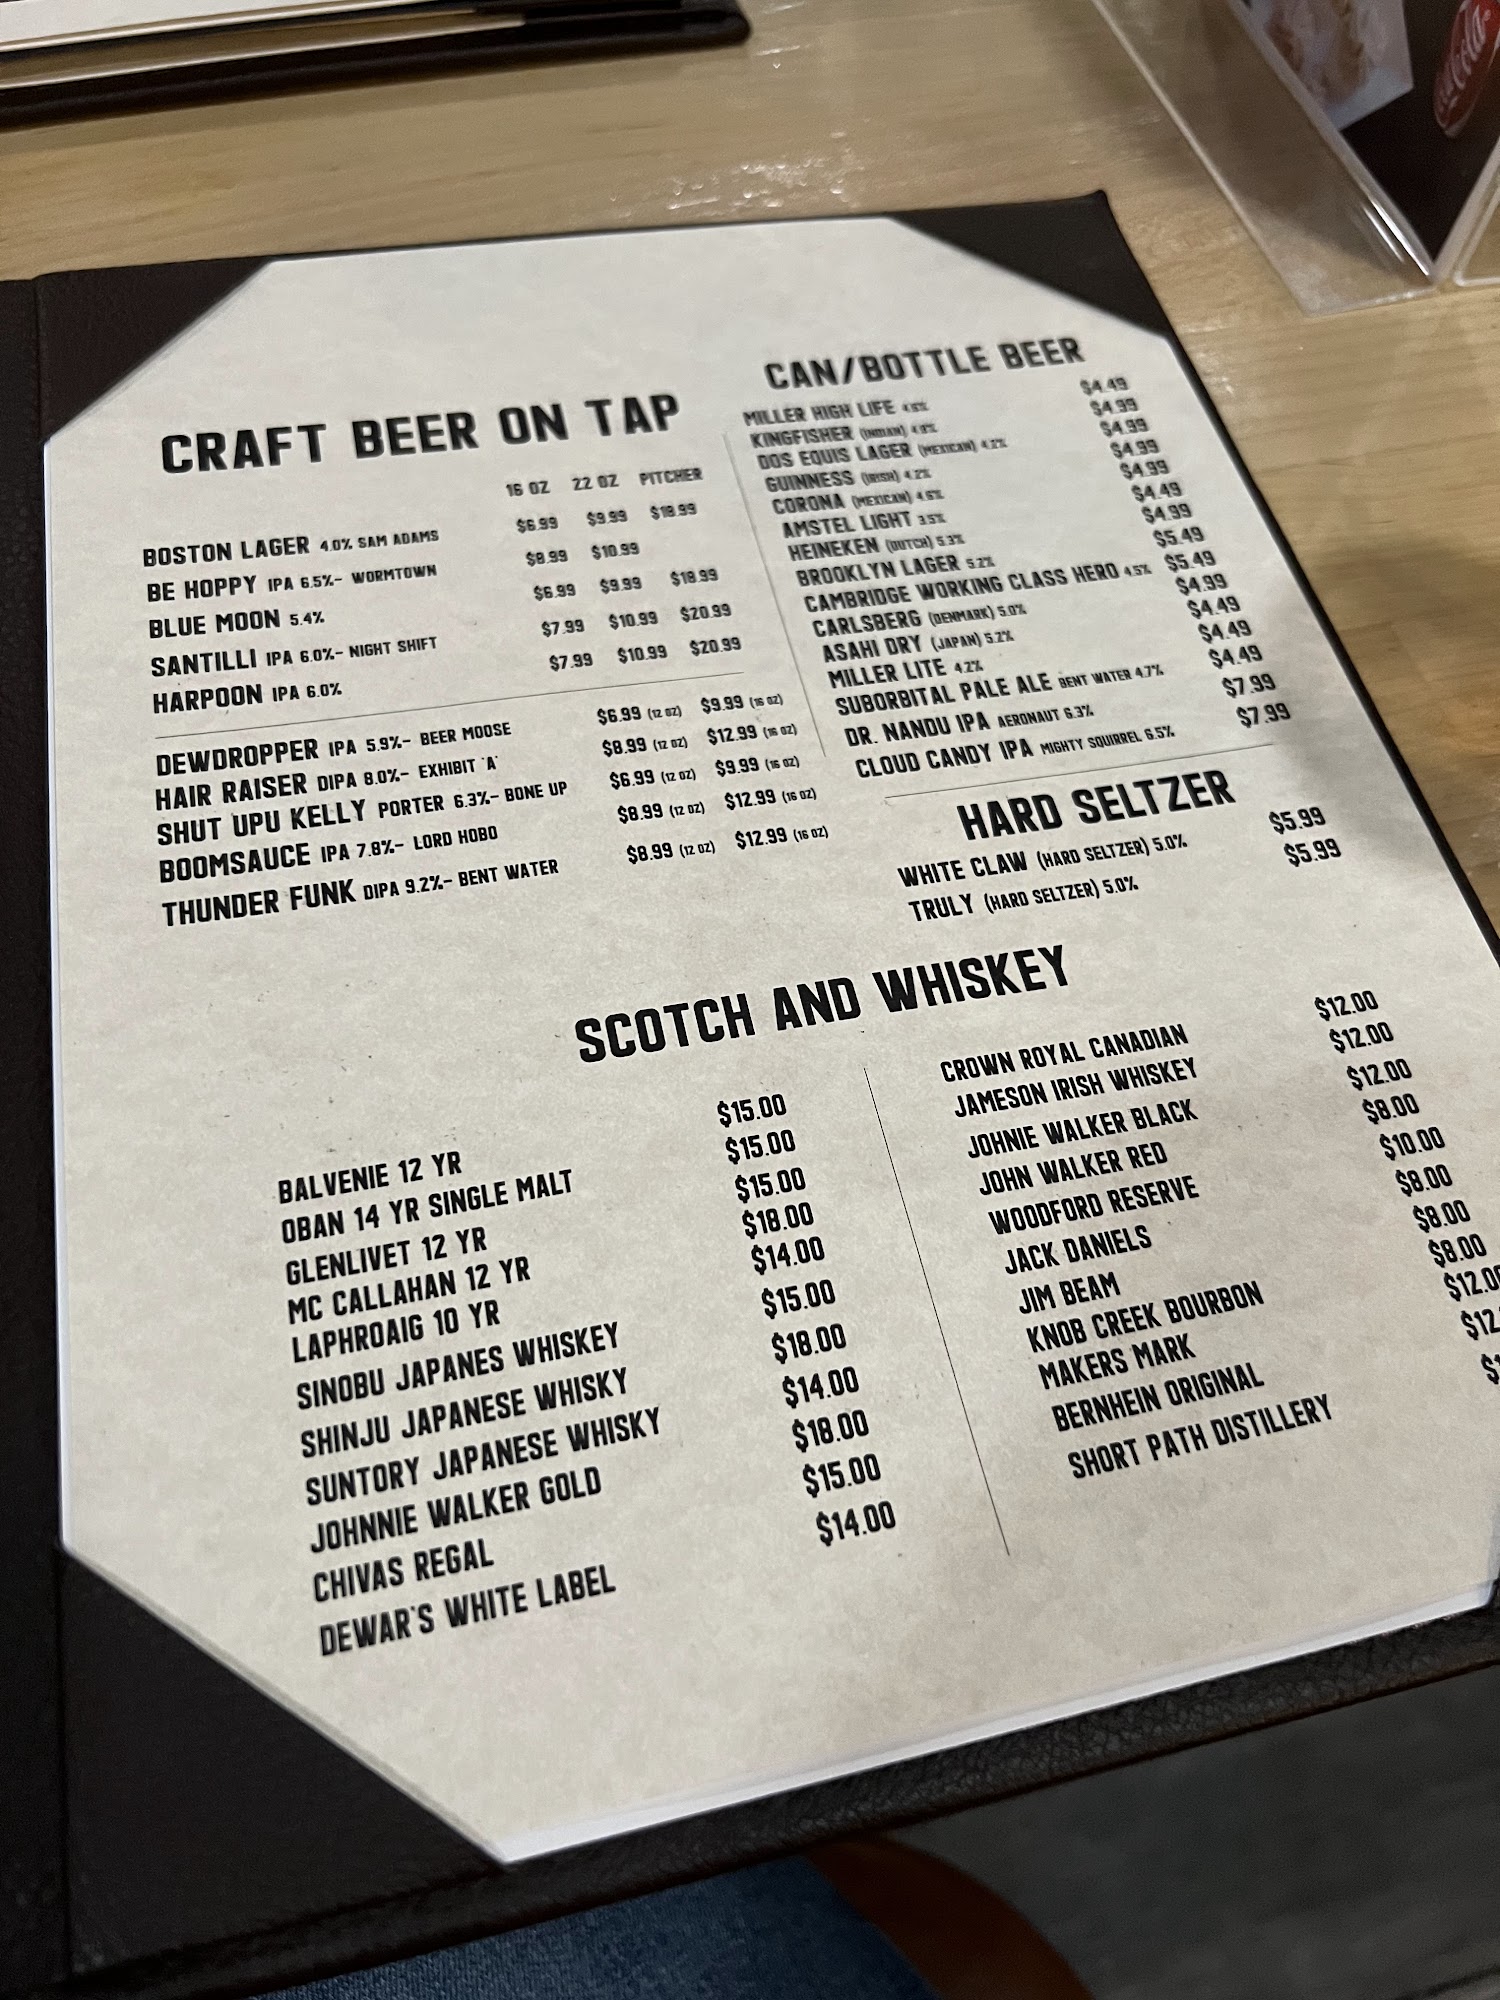 CRAFT BEER ON TAP
16 OZ 22 OZ PITCHER
BOSTON LAGER 4.0% SAM ADAMS $6.99 $9.99 $18.99
BE HOPPY IPA 6.5%- WORMTOWN $8.99 $10.99
BLUE MOON 5.4% $6.99 $9.99 $18.99
SANTILLI IPA 6.0%- NIGHT SHIFT $7.99 $10.99 $20.99
HARPOON IPA 6.0% $7.99 $10.99 $20.99
DEWDROPPER IPA 5.9%- BEER MOOSE $6.99 (12 OZ) $9.99 (16 OZ)
HAIR RAISER DIPA 8.0%- EXHIBIT 'A' $8.99 (12 OZ) $12.99 (16 OZ)
SHUT UPU KELLY PORTER 6.3%- BONE UP $6.99 (12 OZ) $9.99 (16 OZ)
BOOMSAUCE IPA 7.8%- LORD HOBO $8.99 (12 OZ) $12.99 (16 OZ)
THUNDER FUNK DIPA 9.2%- BENT WATER $8.99 (12 OZ) $12.99 (16 OZ)
CAN/BOTTLE BEER
MILLER HIGH LIFE $4.49
KINGFISHER (INDIAN) $4.99
DOS EQUIS LAGER (MEXICAN) 4.2% $4.99
GUINNESS (IRISH) 4.2% $4.99
CORONA (MEXICAN) 4.6% $4.99
AMSTEL LIGHT 3.5% $4.49
HEINEKEN (DUTCH) 5.3% $4.99
BROOKLYN LAGER 5.2% $5.49
CAMBRIDGE WORKING CLASS HERO 4.5% $5.49
CARLSBERG (DENMARK) 5.0% $4.99
ASAHI DRY (JAPAN) 5.2% $4.49
MILLER LITE 4.2% $4.49
SUBORBITAL PALE ALE BENT WATER 4.7% $4.49
DR. NANDU IPA AERONAUT 6.3% $7.99
CLOUD CANDY IPA MIGHTY SQUIRREL 6.5% $7.99
HARD SELTZER
WHITE CLAW (HARD SELTZER) 5.0% $5.99
TRULY (HARD SELTZER) 5.0% $5.99
SCOTCH AND WHISKEY
BALVENIE 12 YR $15.00
OBAN 14 YR SINGLE MALT $15.00
GLENLIVET 12 YR $15.00
MC CALLAHAN 12 YR $18.00
LAPHROAIG 10 YR $14.00
SINOBU JAPANES WHISKEY $15.00
SHINJU JAPANESE WHISKY $18.00
SUNTORY JAPANESE WHISKY $14.00
JOHNNIE WALKER GOLD $18.00
CHIVAS REGAL $15.00
DEWAR'S WHITE LABEL $14.00
CROWN ROYAL CANADIAN $12.00
JAMESON IRISH WHISKEY $12.00
JOHNIE WALKER BLACK $12.00
JOHN WALKER RED $8.00
WOODFORD RESERVE $10.00
JACK DANIELS $8.00
JIM BEAM $8.00
KNOB CREEK BOURBON $8.00
MAKERS MARK $12.00
BERNHEIN ORIGINAL $12.
SHORT PATH DISTILLERY